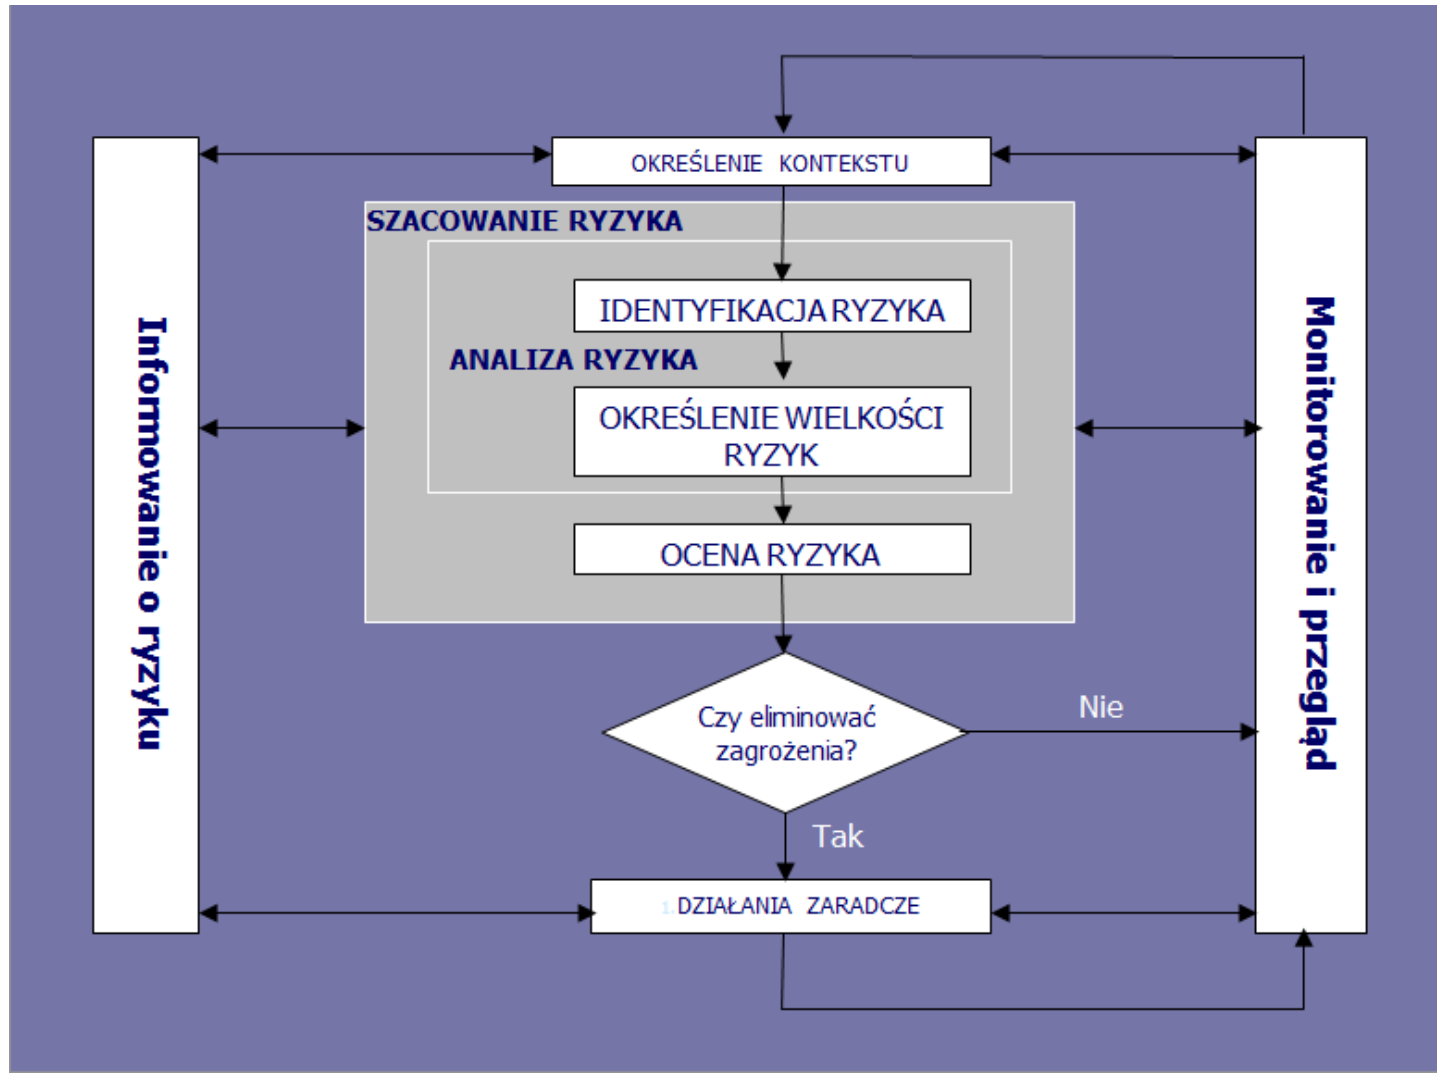 OKREŚLENIE KONTEKSTU
SZACOWANIE RYZYKA
IDENTYFIKACJA RYZYKA
ANALIZA RYZYKA
OKREŚLENIE WIELKOŚCI
RYZYK
OCENA RYZYKA
Czy eliminować
zagrożenia?
Nie
Tak
1.DZIAŁANIA ZARADCZE
Informowanie o ryzyku
Monitorowanie i przegląd